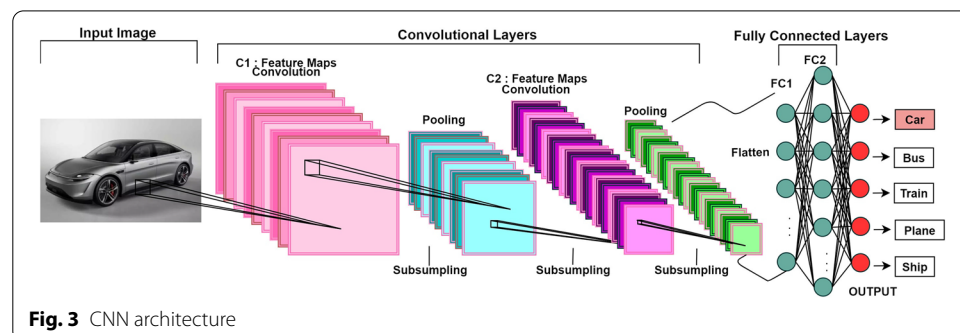 Input Image
Convolutional Layers
Fully Connected Layers
C1 : Feature Maps
Convolution
C2 : Feature Maps
Convolution
FC2
FC1
Pooling
Pooling
Flatten
Car
Bus
Train
Plane
Ship
Subsumpling
Subsumpling
Subsumpling
OUTPUT
Fig. 3 CNN architecture